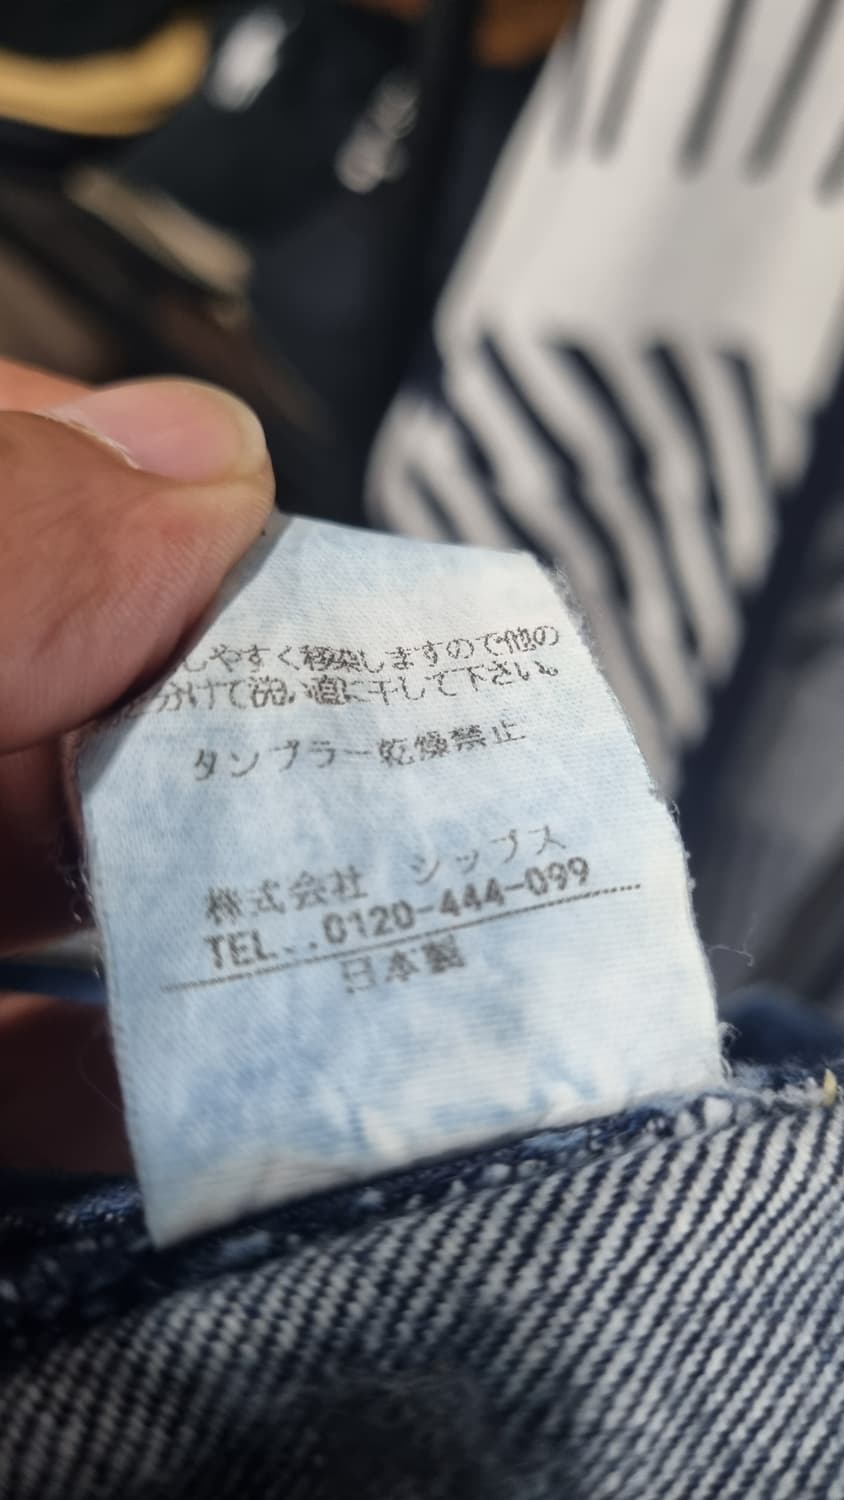 しやすく移染しますので他の
分けて洗い直に干して下さい。
タンブラー乾燥禁止
株式会社 シップス
TEL...0120-444-099
日本製